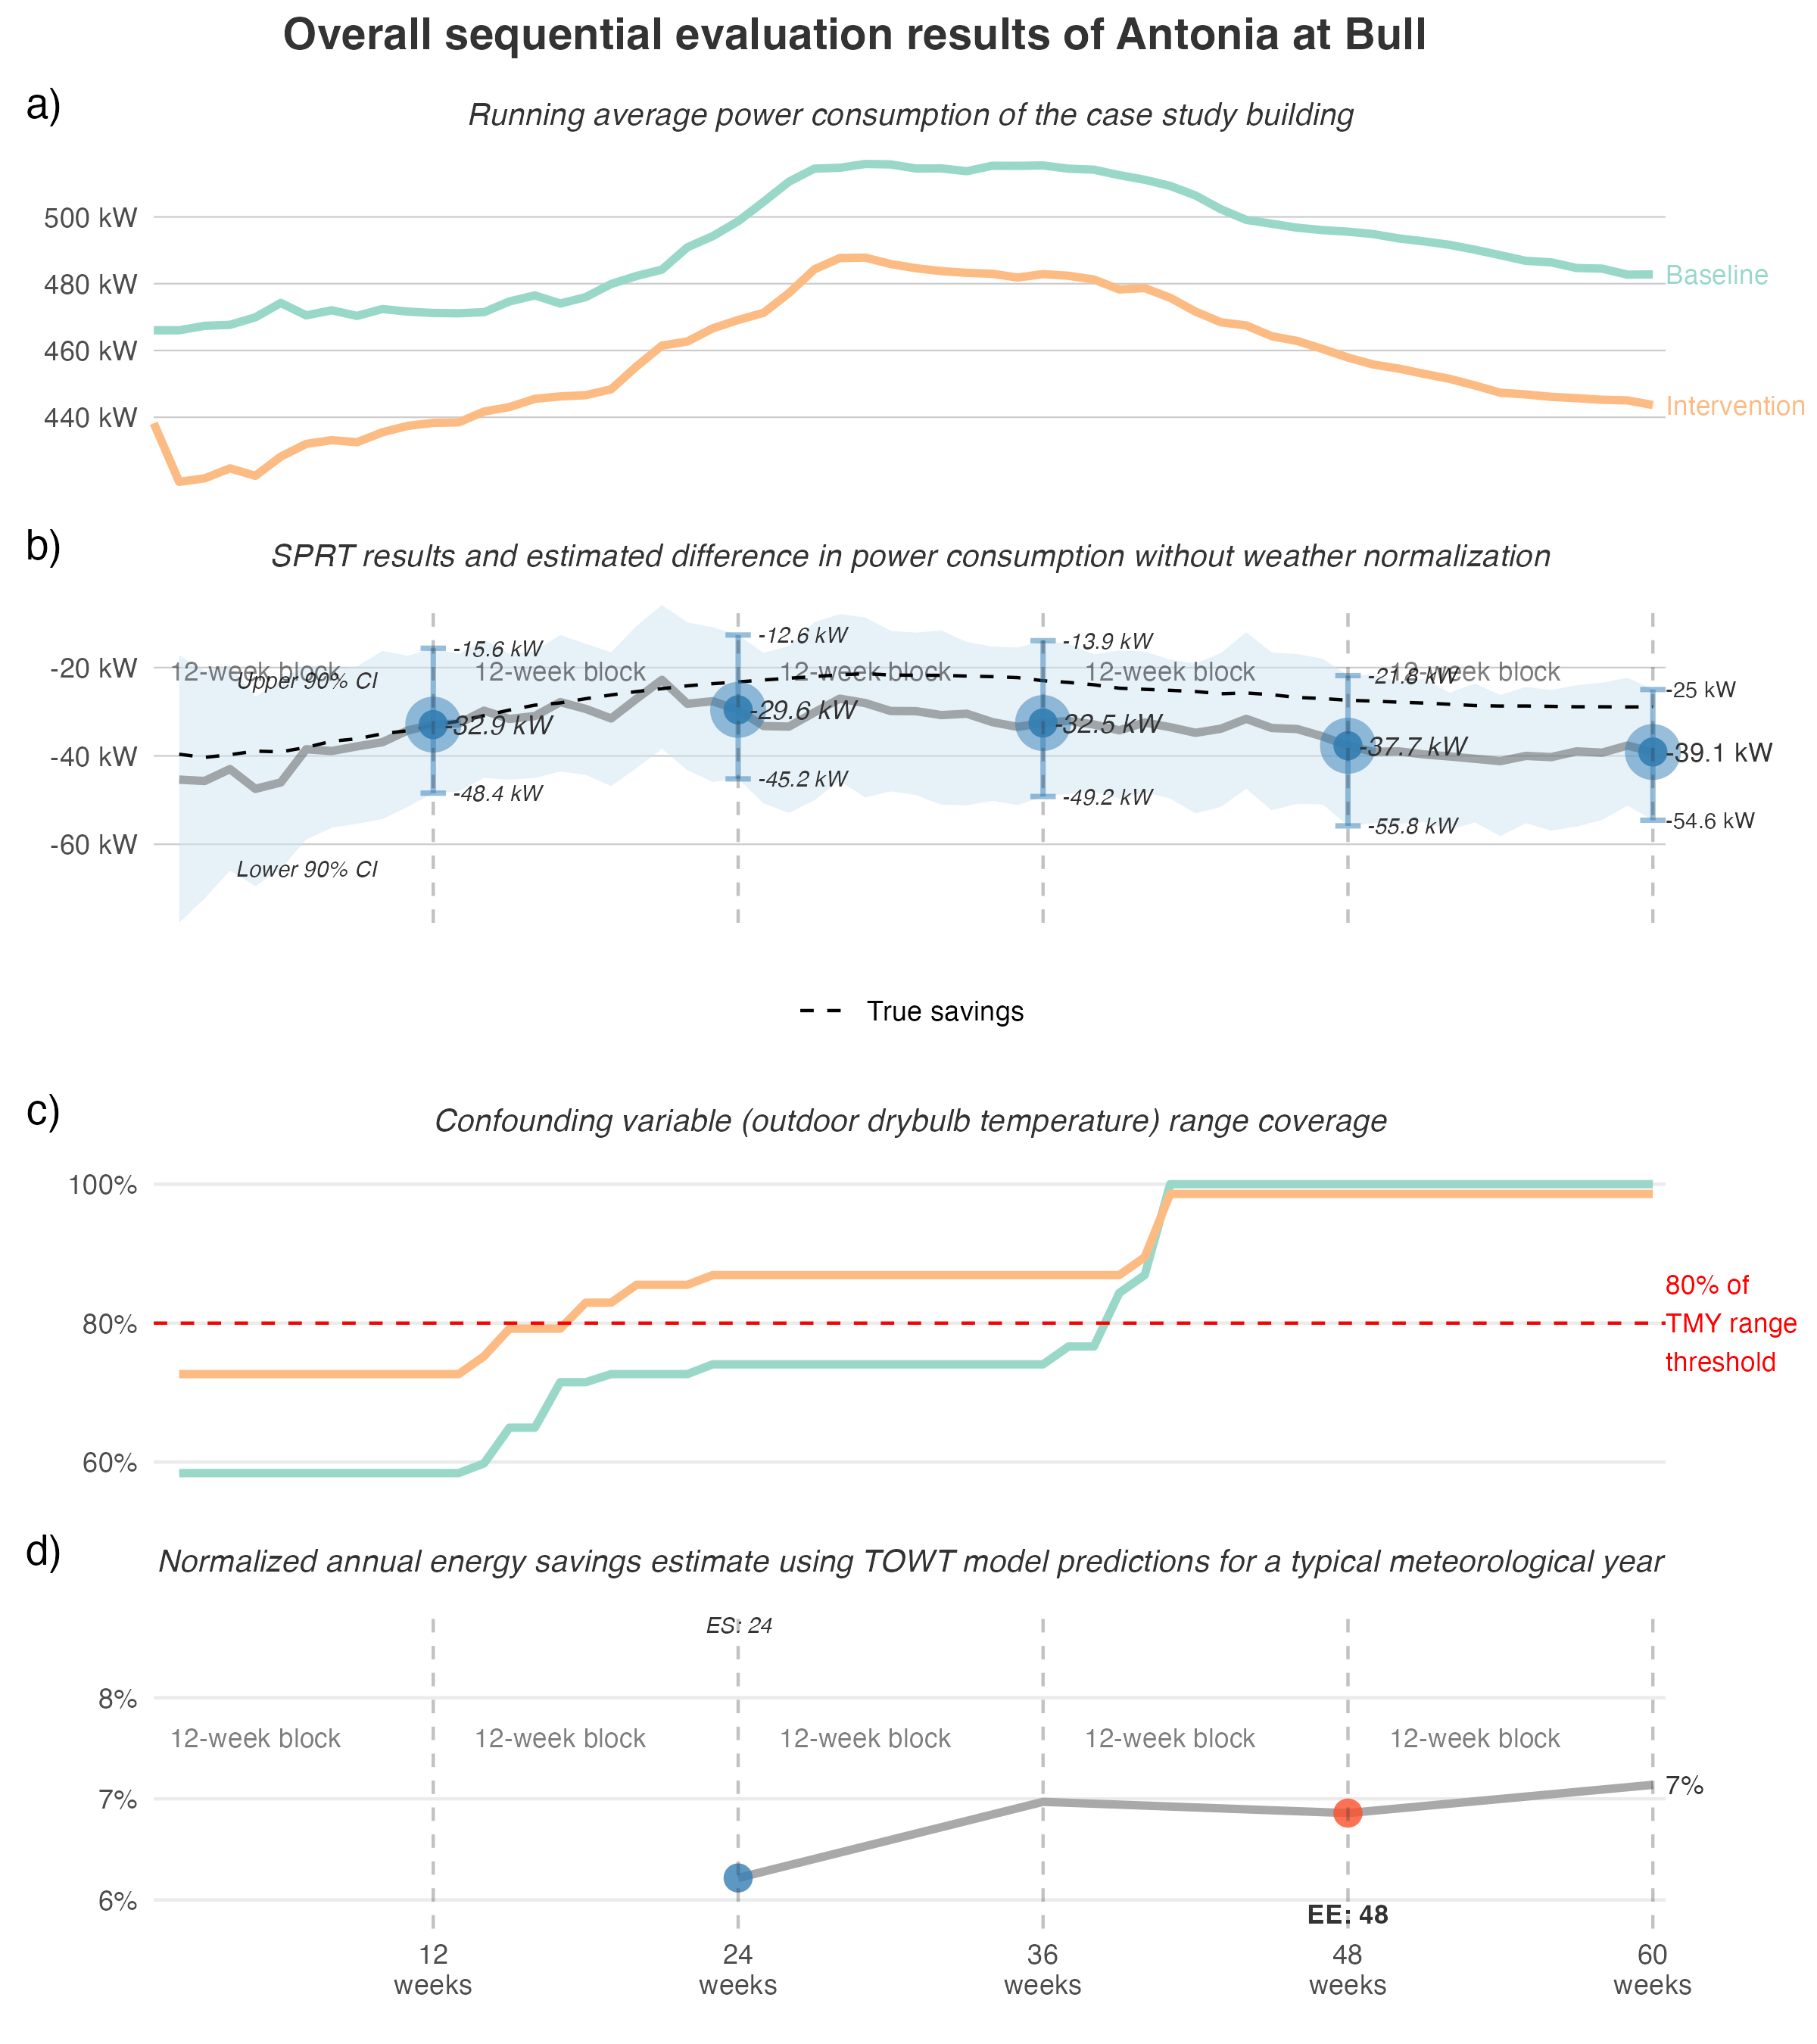 Overall sequential evaluation results of Antonia at Bull
a)
Running average power consumption of the case study building
500 kW
480 kW
460 kW
440 kW
Baseline
Intervention
b)
SPRT results and estimated difference in power consumption without weather normalization
-20 kW
-40 kW
-60 kW
12-week block
12-week block
12-week block
12-week block
12-week block
Upper 90% CI
Lower 90% CI
-15.6 kW
-32.9 kW
-48.4 kW
-12.6 kW
-29.6 kW
-45.2 kW
-13.9 kW
-32.5 kW
-49.2 kW
-21.8 kW
-37.7 kW
-55.8 kW
-25 kW
-39.1 kW
-54.6 kW
True savings
c)
Confounding variable (outdoor drybulb temperature) range coverage
100%
80%
60%
80% of
TMY range
threshold
d)
Normalized annual energy savings estimate using TOWT model predictions for a typical meteorological year
ES: 24
8%
7%
6%
12-week block
12-week block
12-week block
12-week block
12-week block
7%
EE: 48
12
weeks
24
weeks
36
weeks
48
weeks
60
weeks